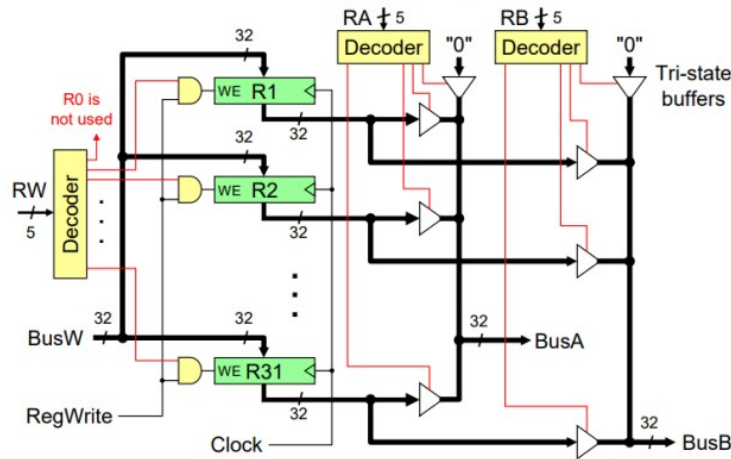 RA 5
RB 5
32
Decoder
"0"
Decoder
"0"
Tri-state
buffers
WE R1
R0 is
not used
32
32
RW
5
Decoder
WE R2
32
BusW 32
32
WE R31
32
32
BusA
RegWrite
Clock
32
BusB